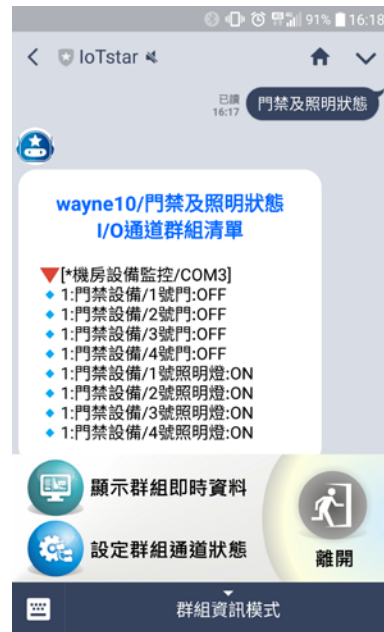 91% 16:18
IoTstar
已讀
16:17
門禁及照明狀態
wayne10/門禁及照明狀態
I/O通道群組清單
[*機房設備監控/COM3]
1:門禁設備/1號門:OFF
1:門禁設備/2號門:OFF
1:門禁設備/3號門:OFF
1:門禁設備/4號門:OFF
1:門禁設備/1號照明燈:ON
1:門禁設備/2號照明燈:ON
1:門禁設備/3號照明燈:ON
1:門禁設備/4號照明燈:ON
顯示群組即時資料
設定群組通道狀態
離開
群組資訊模式